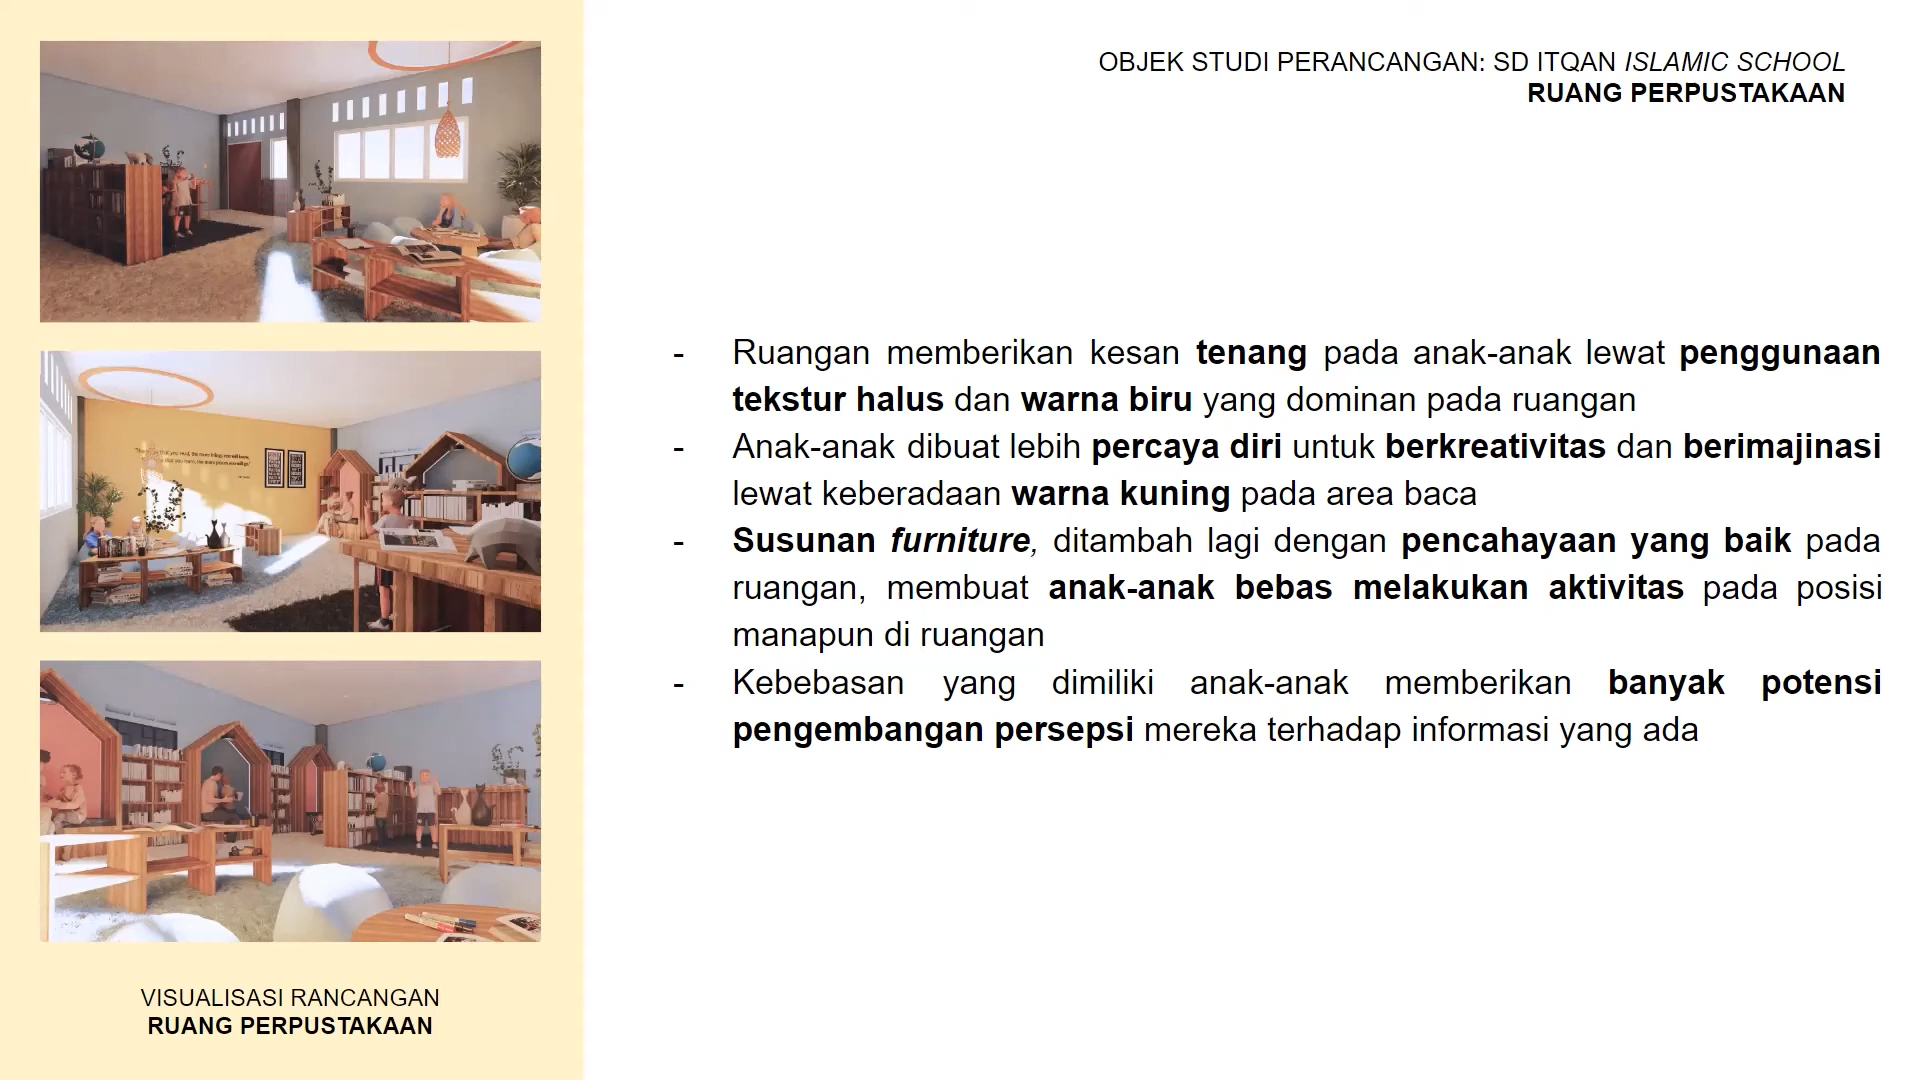 OBJEK STUDI PERANCANGAN: SD ITQAN ISLAMIC SCHOOL
RUANG PERPUSTAKAAN
- Ruangan memberikan kesan tenang pada anak-anak lewat penggunaan
tekstur halus dan warna biru yang dominan pada ruangan
- Anak-anak dibuat lebih percaya diri untuk berkreativitas dan berimajinasi
lewat keberadaan warna kuning pada area baca
- Susunan furniture, ditambah lagi dengan pencahayaan yang baik pada
ruangan, membuat anak-anak bebas melakukan aktivitas pada posisi
manapun di ruangan
- Kebebasan yang dimiliki anak-anak memberikan banyak potensi
pengembangan persepsi mereka terhadap informasi yang ada
VISUALISASI RANCANGAN
RUANG PERPUSTAKAAN